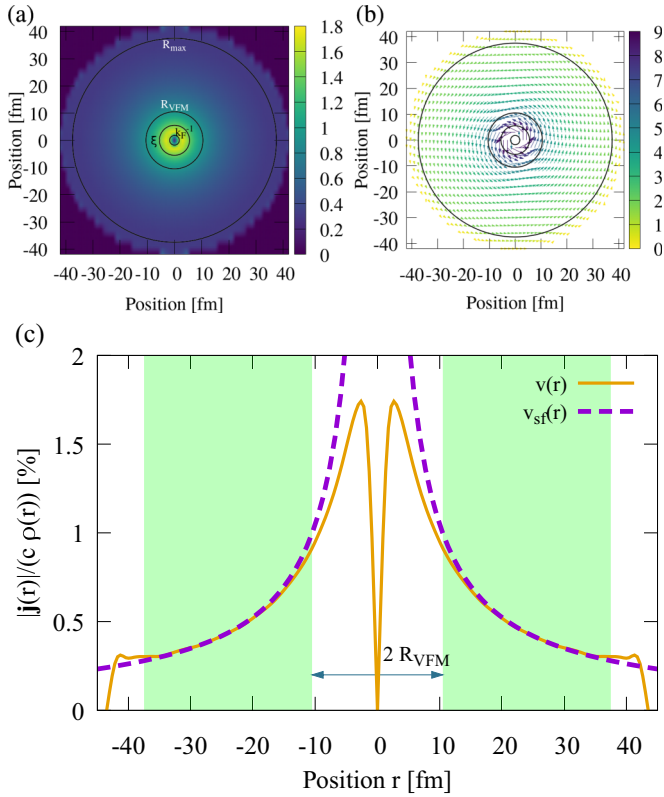 (a)
Position [fm]
40
30
20
10
0
-10
-20
-30
-40
R_max
R_VFM
ξ
k_F^-1
-40 -30 -20 -10 0 10 20 30 40
Position [fm]
1.8
1.6
1.4
1.2
1
0.8
0.6
0.4
0.2
0
(b)
Position [fm]
40
30
20
10
0
-10
-20
-30
-40
-40 -30 -20 -10 0 10 20 30 40
Position [fm]
9
8
7
6
5
4
3
2
1
0
(c)
|j(r)|/(c ρ(r)) [%]
2
1.5
1
0.5
0
v(r)
v_sf(r)
2 R_VFM
-40 -30 -20 -10 0 10 20 30 40
Position r [fm]